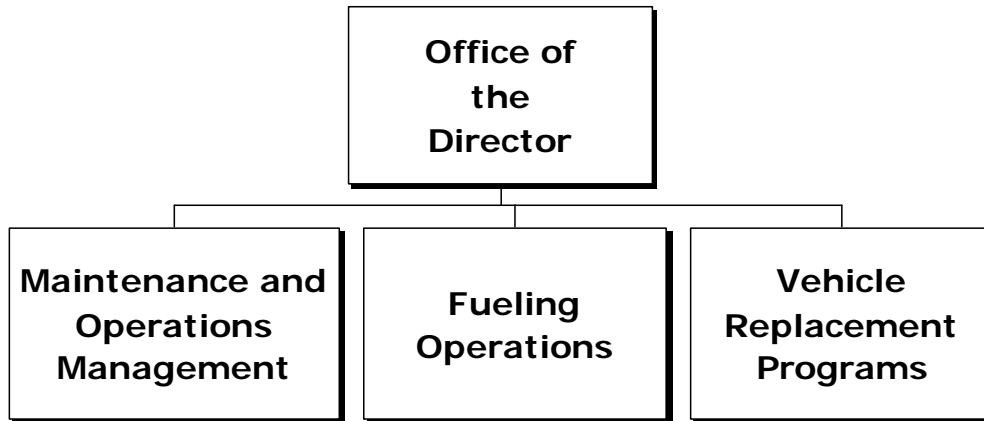 Office of
the
Director
Maintenance and
Operations
Management
Fueling
Operations
Vehicle
Replacement
Programs